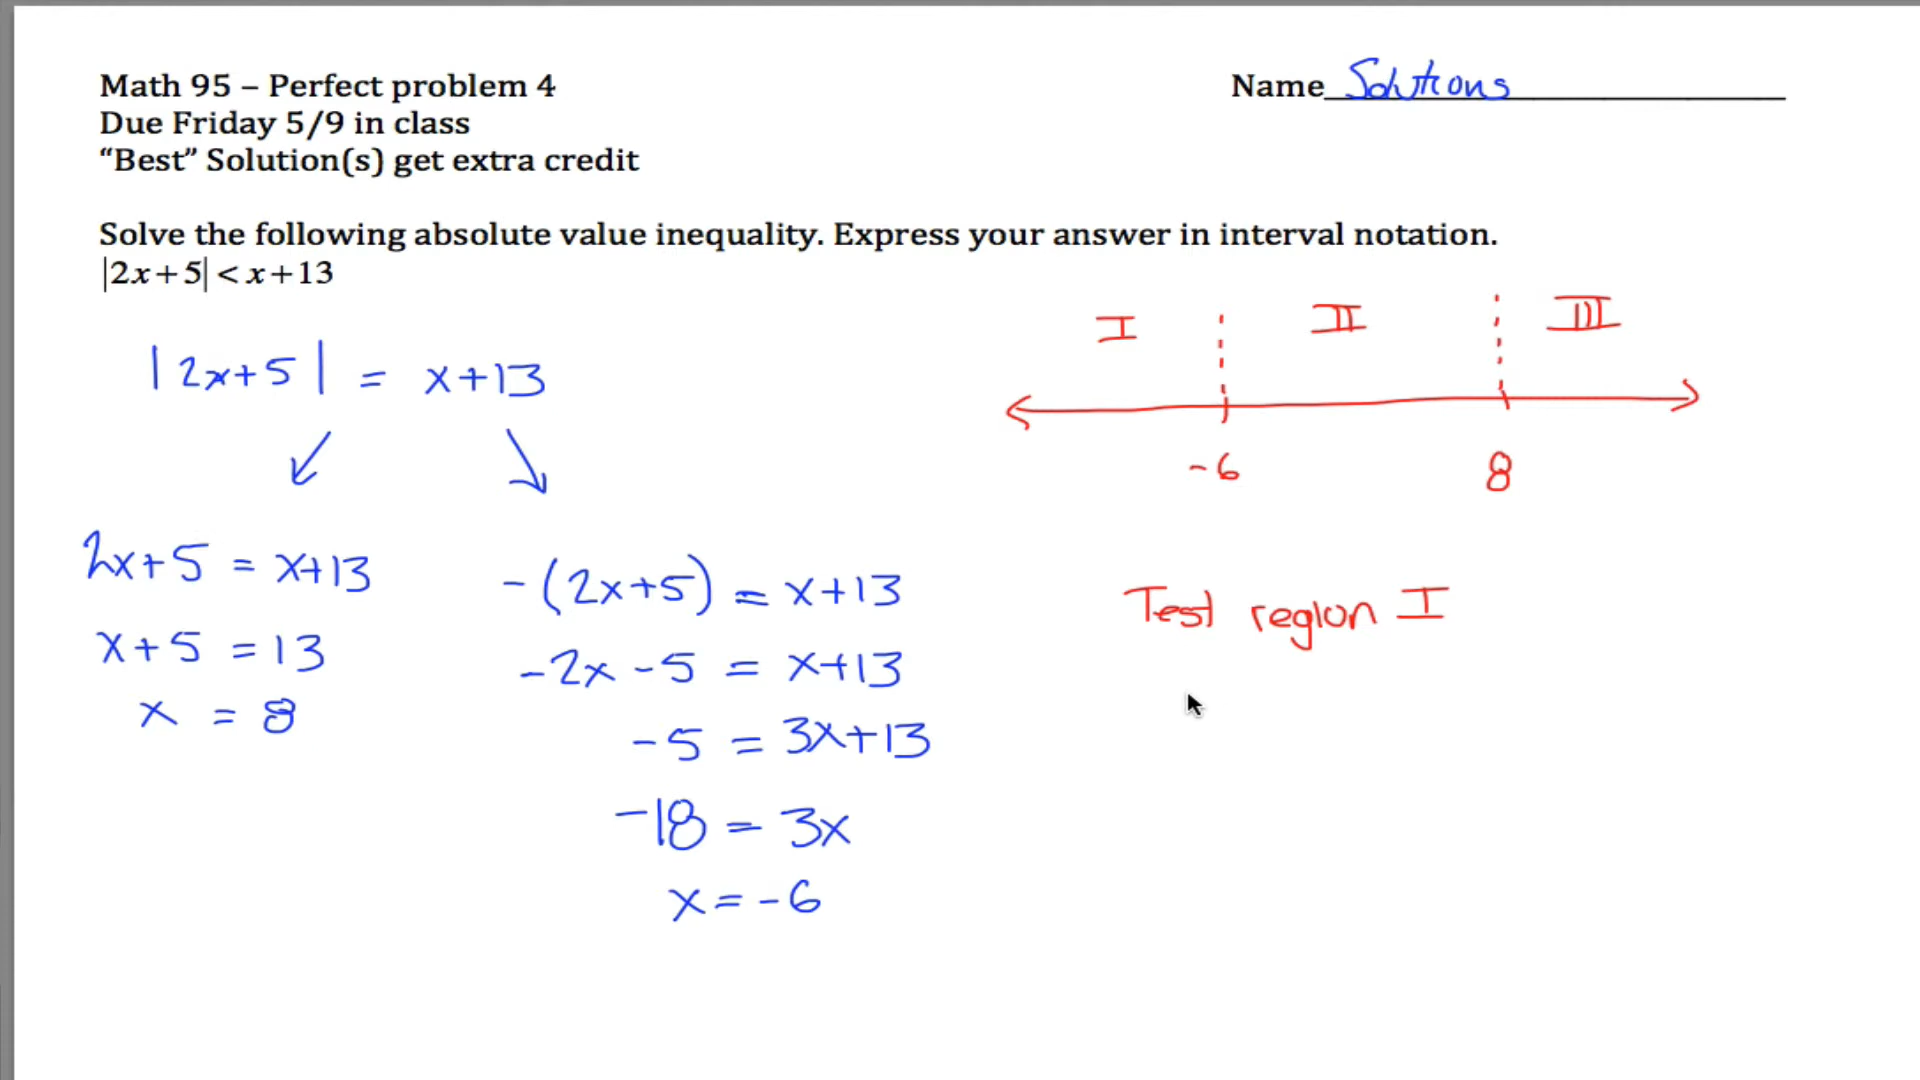 Math 95 – Perfect problem 4
Name Solutions
Due Friday 5/9 in class
“Best” Solution(s) get extra credit
Solve the following absolute value inequality. Express your answer in interval notation.
|2x+5| < x+13
|2x+5| = x+13
2x+5 = x+13
x+5 = 13
x = 8
-(2x+5) = x+13
-2x-5 = x+13
-5 = 3x+13
-18 = 3x
x = -6
I II III
-6 8
Test region I